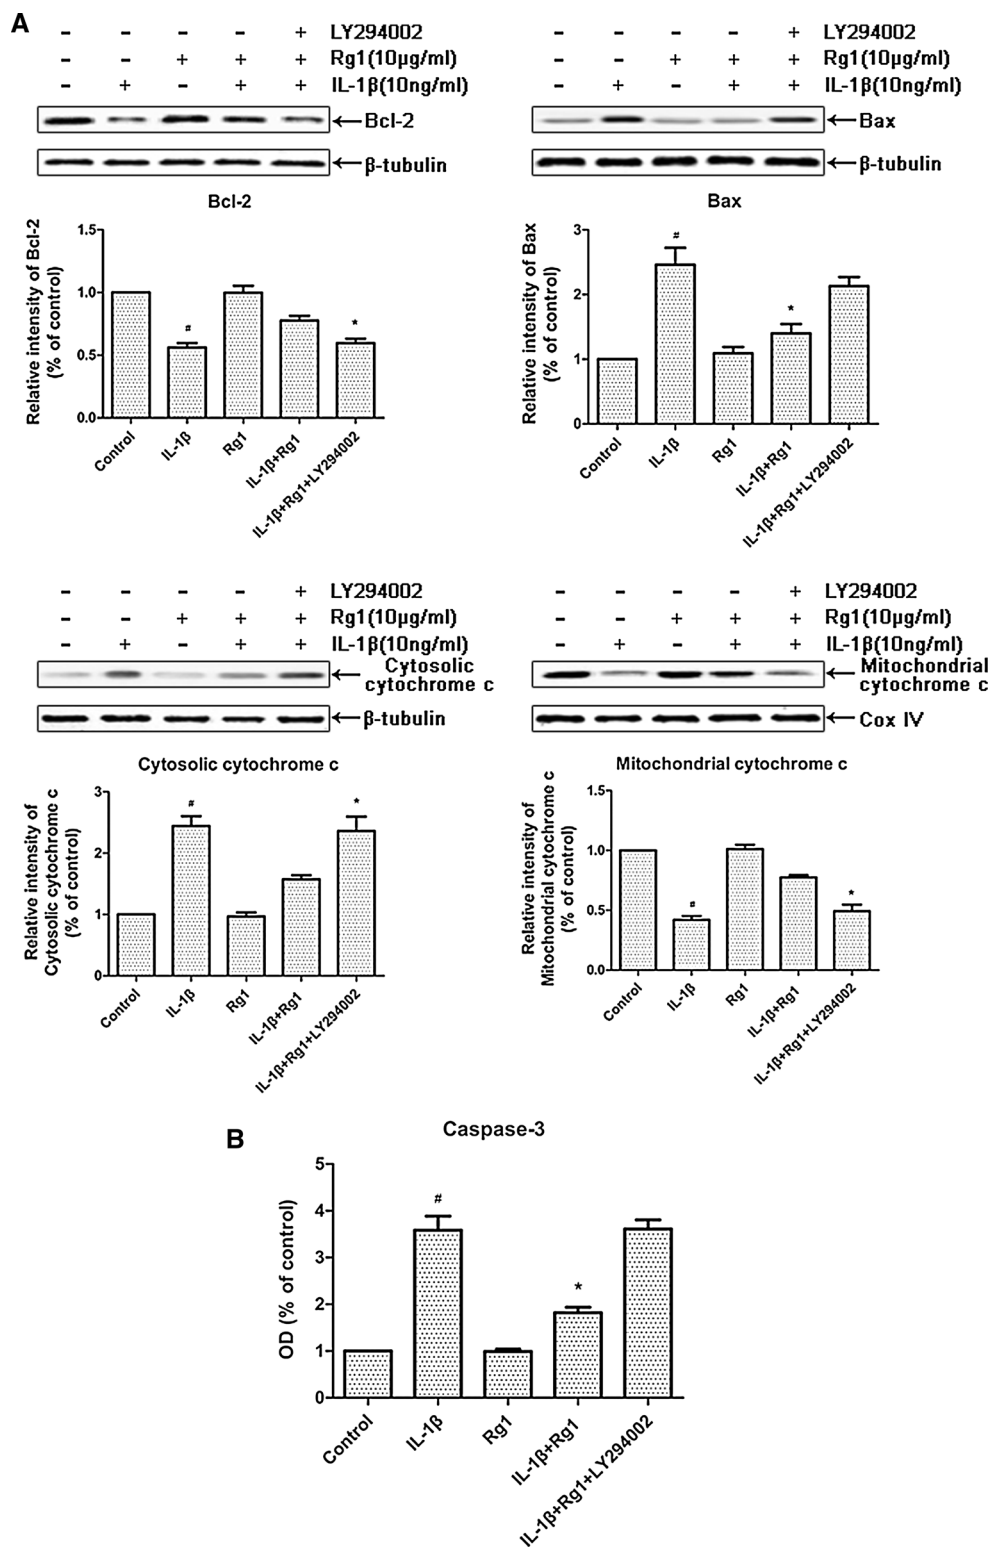 A
- - - - + LY294002
- - - + + Rg1(10μg/ml)
- + - + + IL-1β(10ng/ml)
Bcl-2
β-tubulin
Bcl-2
Relative intensity of Bcl-2
(% of control)
1.5
1.0
0.5
0.0
#
*
Control
IL-1β
Rg1
IL-1β+Rg1
IL-1β+Rg1+LY294002
- - - - + LY294002
- - - + + Rg1(10μg/ml)
- + - + + IL-1β(10ng/ml)
Bax
β-tubulin
Bax
Relative intensity of Bax
(% of control)
3
2
1
0
#
*
Control
IL-1β
Rg1
IL-1β+Rg1
IL-1β+Rg1+LY294002
- - - - + LY294002
- - + + + Rg1(10μg/ml)
- + - + + IL-1β(10ng/ml)
Cytosolic
cytochrome c
β-tubulin
Cytosolic cytochrome c
Relative intensity of
Cytosolic cytochrome c
(% of control)
3
2
1
0
#
*
Control
IL-1β
Rg1
IL-1β+Rg1
IL-1β+Rg1+LY294002
- - - - + LY294002
- - + + + Rg1(10μg/ml)
- + - + + IL-1β(10ng/ml)
Mitochondrial
cytochrome c
Cox IV
Mitochondrial cytochrome c
Relative intensity of
Mitochondrial cytochrome c
(% of control)
1.5
1.0
0.5
0.0
#
*
Control
IL-1β
Rg1
IL-1β+Rg1
IL-1β+Rg1+LY294002
B
Caspase-3
OD (% of control)
5
4
3
2
1
0
#
*
Control
IL-1β
Rg1
IL-1β+Rg1
IL-1β+Rg1+LY294002